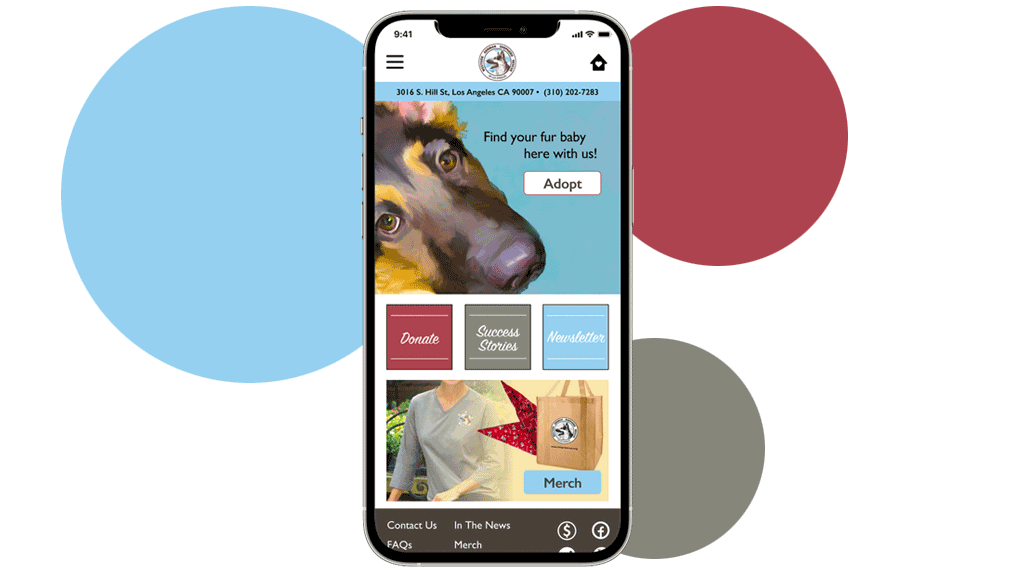 9:41
3016 S. Hill St, Los Angeles CA 90007 • (310) 202-7283
Find your fur baby
here with us!
Adopt
Donate
Success
Stories
Newsletter
Merch
Contact Us
In The News
FAQs
Merch